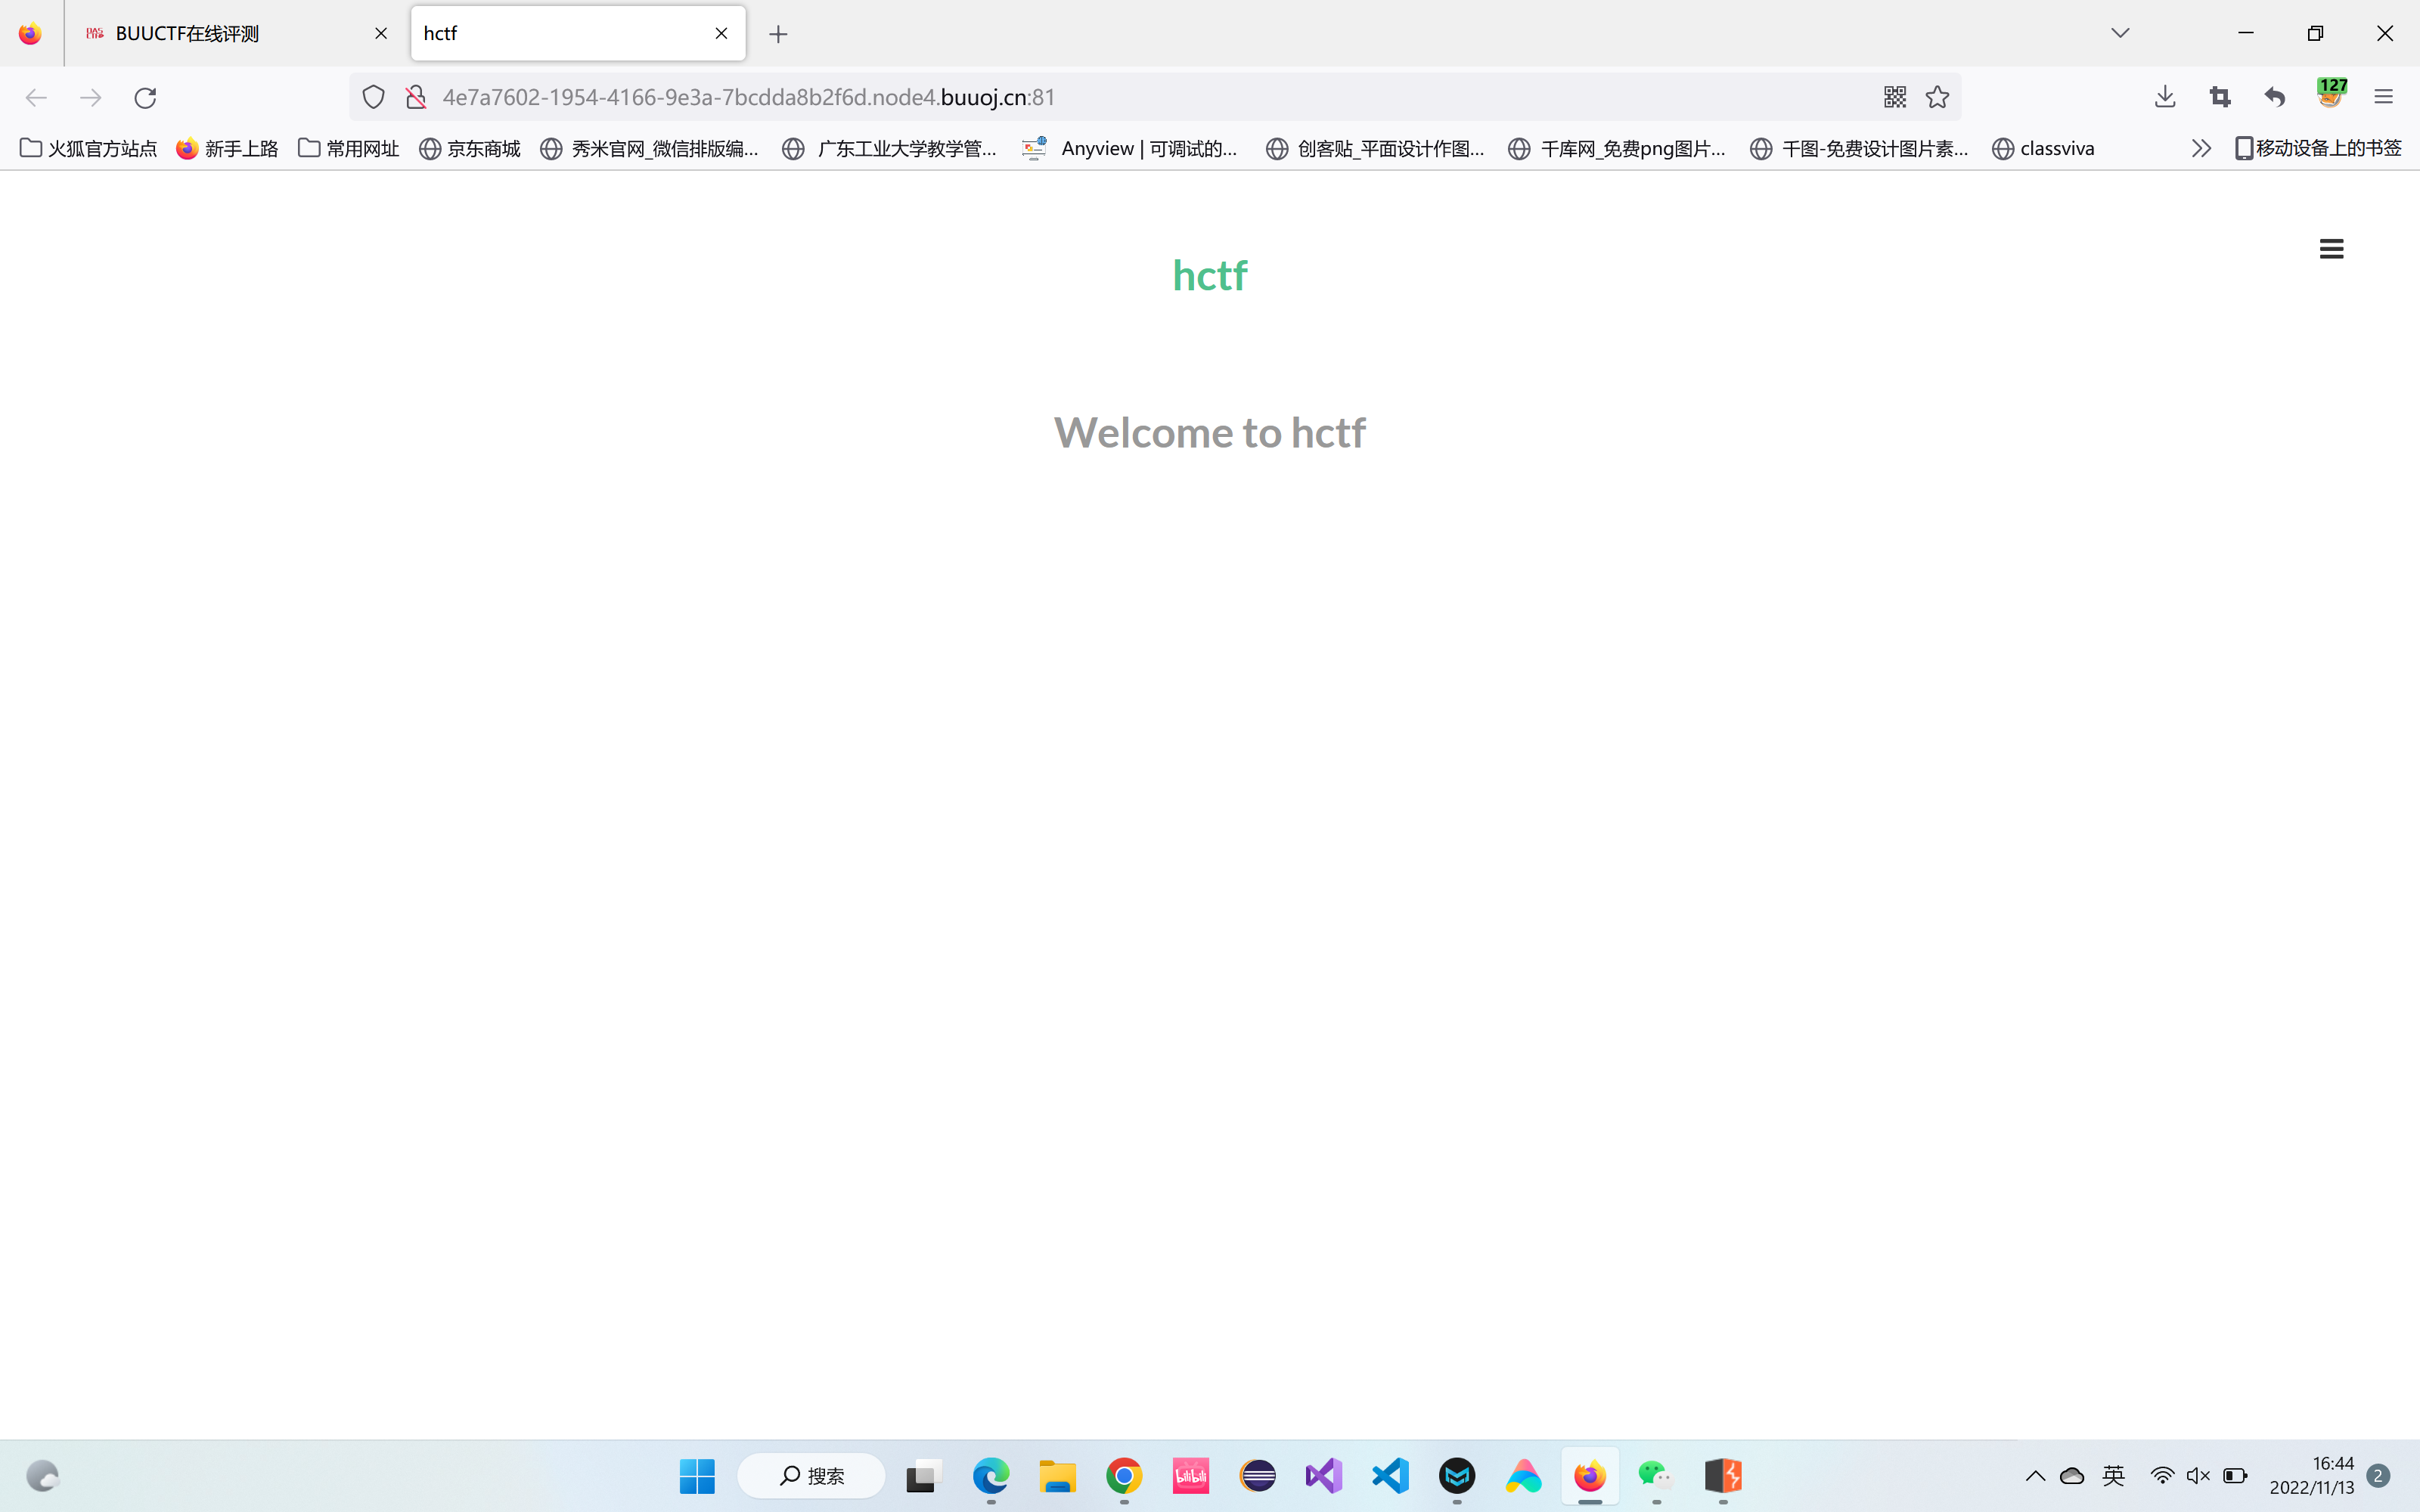 BUUCTF在线评测
hctf
4e7a7602-1954-4166-9e3a-7bcdda8b2f6d.node4.buuoj.cn:81
127
火狐官方站点 新手上路 常用网址 京东商城 秀米官网_微信排版编... 广东工业大学教学管... Anyview | 可调试的... 创客贴_平面设计作图... 千库网_免费png图片... 千图-免费设计图片素... classviva 移动设备上的书签
hctf
Welcome to hctf
搜索
bilibili
英
16:44
2022/11/13
2